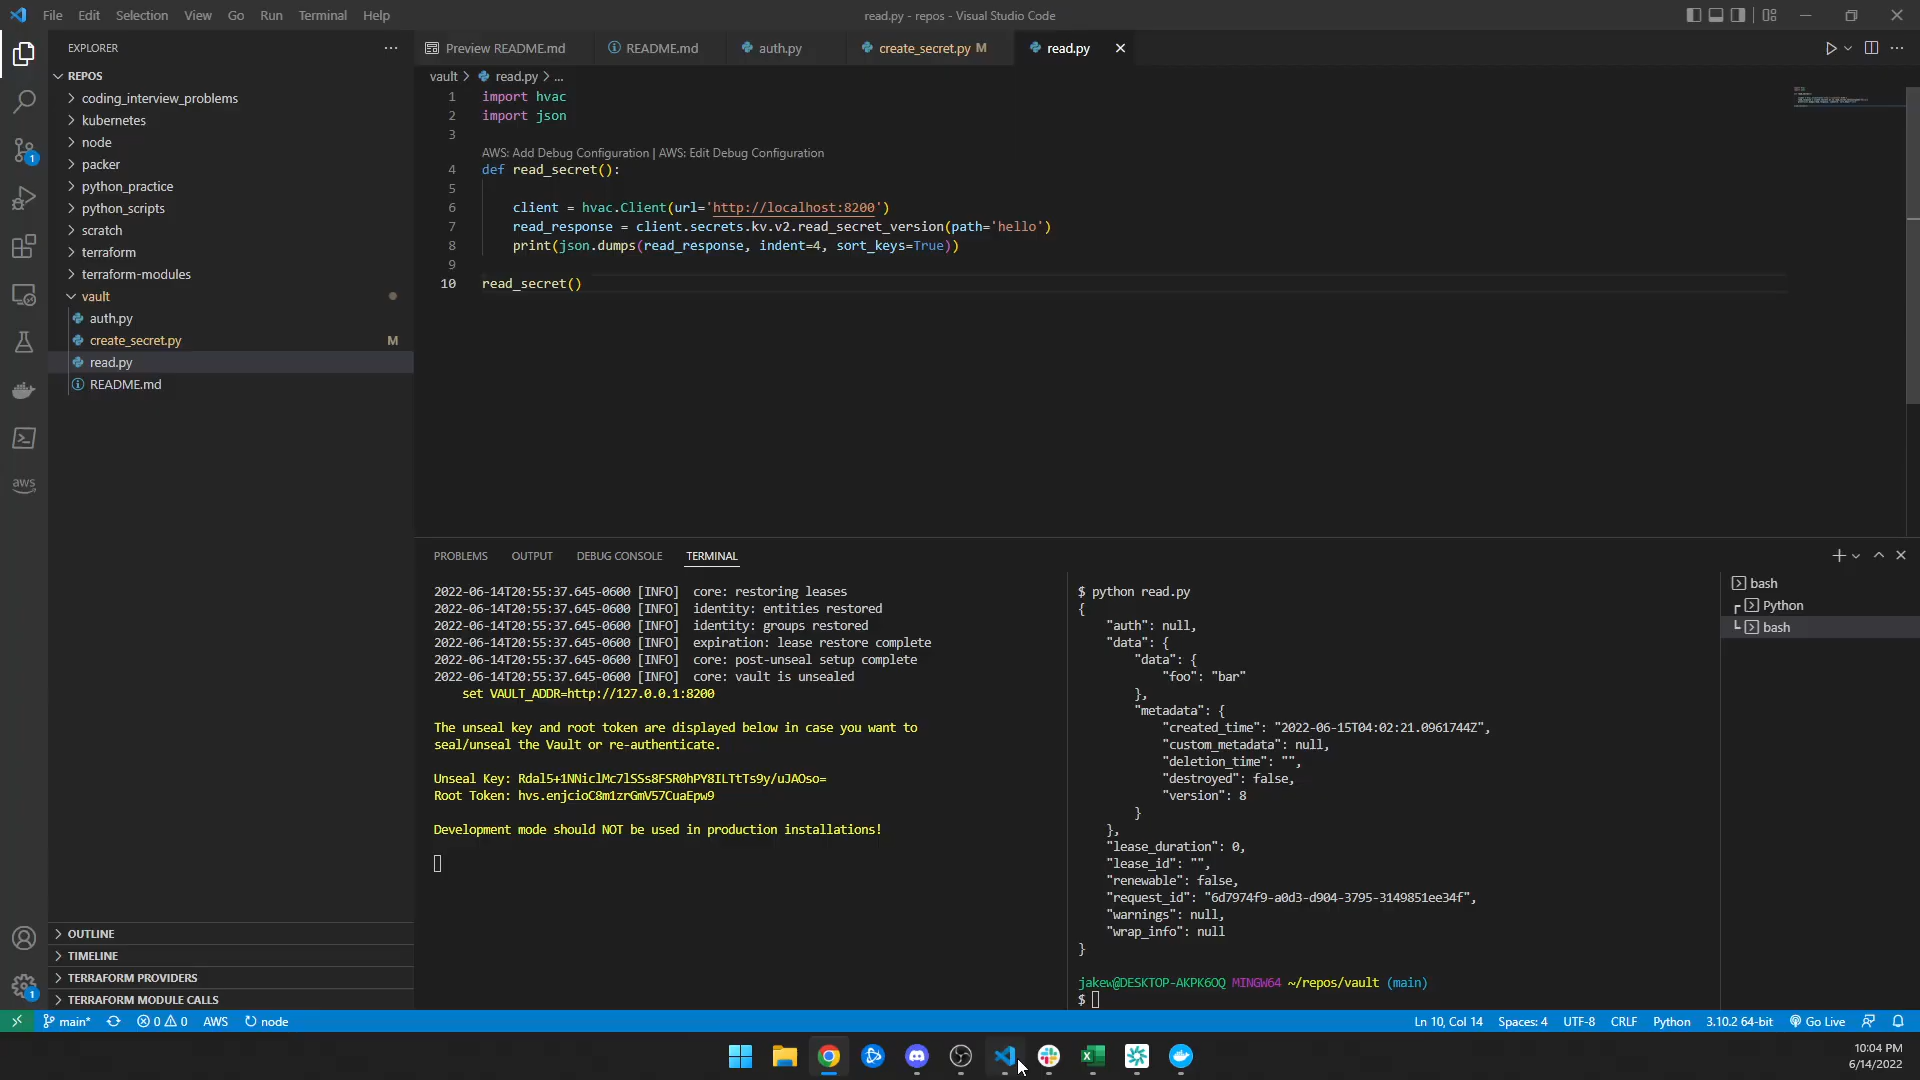 File Edit Selection View Go Run Terminal Help
read.py - repos - Visual Studio Code
EXPLORER
REPOS
coding_interview_problems
kubernetes
node
packer
python_practice
python_scripts
scratch
terraform
terraform-modules
vault
auth.py
create_secret.py M
read.py
README.md
OUTLINE
TIMELINE
TERRAFORM PROVIDERS
TERRAFORM MODULE CALLS
aws
1
1
Preview README.md README.md auth.py create_secret.py M read.py
vault > read.py > ...
1 import hvac
2 import json
3
AWS: Add Debug Configuration | AWS: Edit Debug Configuration
4 def read_secret():
5
6 client = hvac.Client(url='http://localhost:8200')
7 read_response = client.secrets.kv.v2.read_secret_version(path='hello')
8 print(json.dumps(read_response, indent=4, sort_keys=True))
9
10 read_secret()
PROBLEMS OUTPUT DEBUG CONSOLE TERMINAL
2022-06-14T20:55:37.645-0600 [INFO] core: restoring leases
2022-06-14T20:55:37.645-0600 [INFO] identity: entities restored
2022-06-14T20:55:37.645-0600 [INFO] identity: groups restored
2022-06-14T20:55:37.645-0600 [INFO] expiration: lease restore complete
2022-06-14T20:55:37.645-0600 [INFO] core: post-unseal setup complete
2022-06-14T20:55:37.645-0600 [INFO] core: vault is unsealed
set VAULT_ADDR=http://127.0.0.1:8200
The unseal key and root token are displayed below in case you want to
seal/unseal the Vault or re-authenticate.
Unseal Key: Rdal5+1NNiclMc7lSSs8FSR0hPY8ILTtTs9y/uJAOso=
Root Token: hvs.enjcioC8m1zrGmV57CuaEpw9
Development mode should NOT be used in production installations!
$ python read.py
{
"auth": null,
"data": {
"data": {
"foo": "bar"
},
"metadata": {
"created_time": "2022-06-15T04:02:21.0961744Z",
"custom_metadata": null,
"deletion_time": "",
"destroyed": false,
"version": 8
}
},
"lease_duration": 0,
"lease_id": "",
"renewable": false,
"request_id": "6d7974f9-a0d3-d904-3795-3149851ee34f",
"warnings": null,
"wrap_info": null
}
jakew@DESKTOP-AKPK6OQ MINGW64 ~/repos/vault (main)
$
bash
Python
bash
main* 0 0 AWS node
Ln 10, Col 14 Spaces: 4 UTF-8 CRLF Python 3.10.2 64-bit Go Live
10:04 PM
6/14/2022